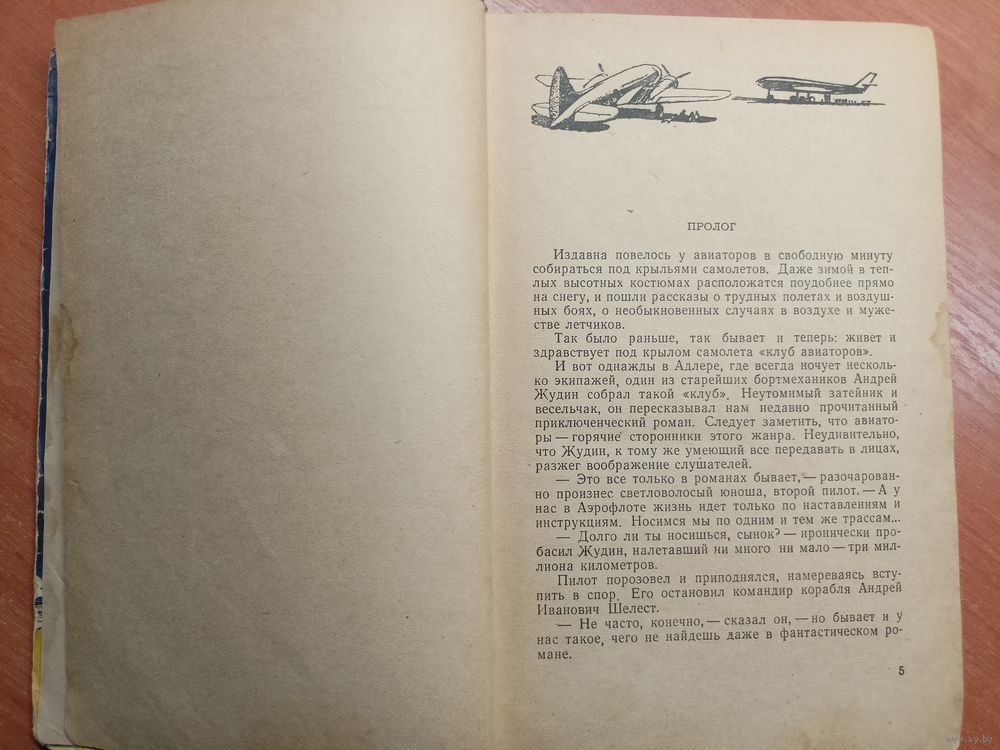 ПРОЛОГ
Издавна повелось у авиаторов в свободную минуту
собираться под крыльями самолетов. Даже зимой в теп-
лых высотных костюмах расположатся поудобнее прямо
на снегу, и пошли рассказы о трудных полетах и воздуш-
ных боях, о необыкновенных случаях в воздухе и муже-
стве летчиков.
Так было раньше, так бывает и теперь: живет и
здравствует под крылом самолета «клуб авиаторов».
И вот однажды в Адлере, где всегда ночует несколь-
ко экипажей, один из старейших бортмехаников Андрей
Жудин собрал такой «клуб». Неутомимый затейник и
весельчак, он пересказывал нам недавно прочитанный
приключенческий роман. Следует заметить, что авиато-
ры — горячие сторонники этого жанра. Неудивительно,
что Жудин, к тому же умеющий все передавать в лицах,
разжег воображение слушателей.
— Это все только в романах бывает, — разочарован-
но произнес светловолосый юноша, второй пилот. — А у
нас в Аэрофлоте жизнь идет только по наставлениям и
инструкциям. Носимся мы по одним и тем же трассам...
— Долго ли ты носишься, сынок? — иронически про-
басил Жудин, налетавший ни много ни мало — три мил-
лиона километров.
Пилот порозовел и приподнялся, намереваясь всту-
пить в спор. Его остановил командир корабля Андрей
Иванович Шелест.
— Не часто, конечно, — сказал он, — но бывает и у
нас такое, чего не найдешь даже в фантастическом ро-
мане.
5
www.ay.by